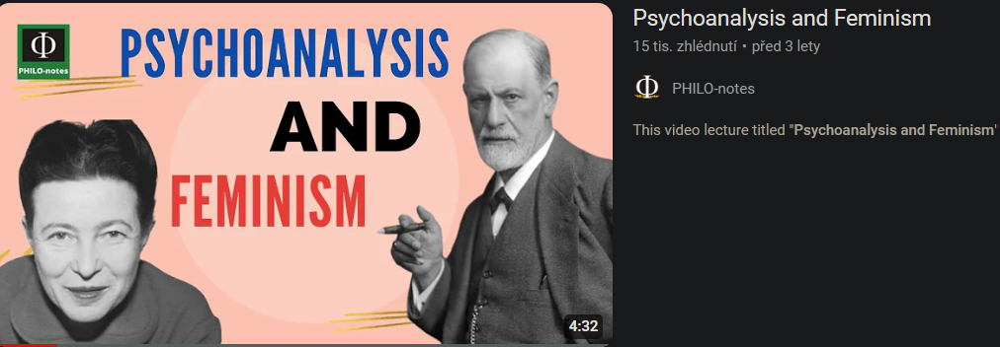 Φ
PHILO-notes
PSYCHOANALYSIS
AND
FEMINISM
4:32
Psychoanalysis and Feminism
15 tis. zhlédnutí • před 3 lety
Φ PHILO-notes
This video lecture titled "Psychoanalysis and Feminism'